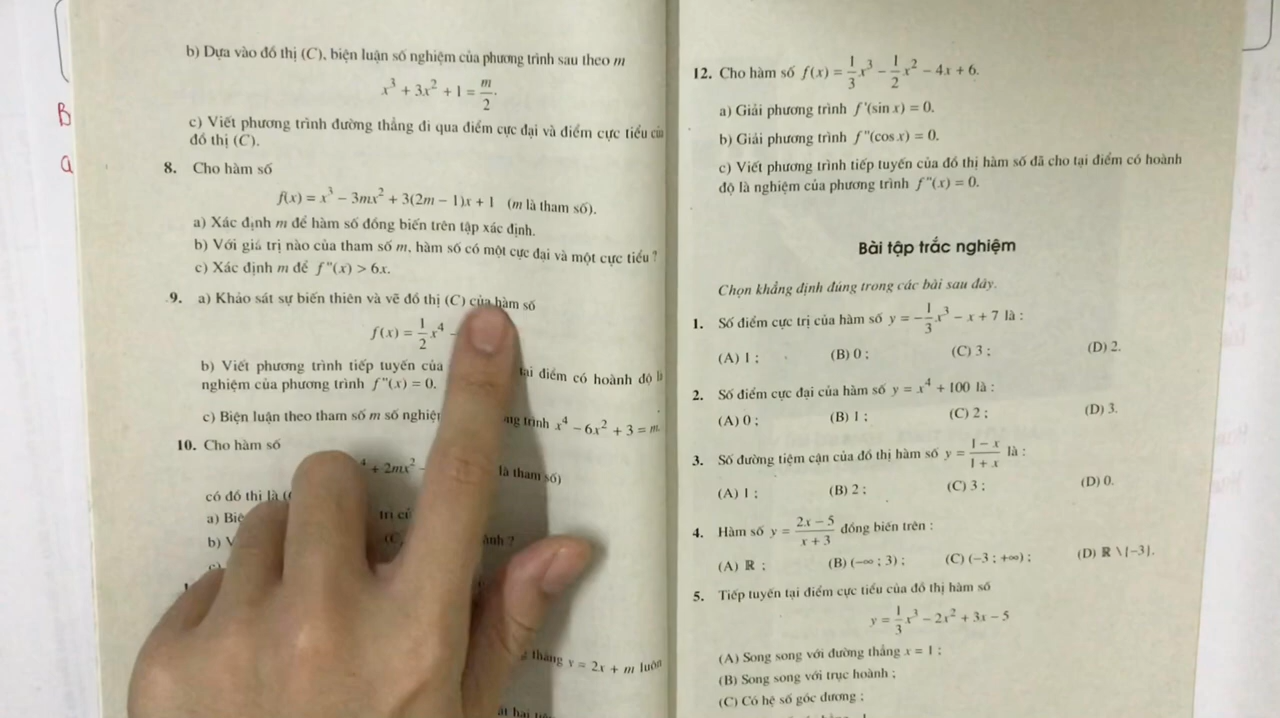 b) Dựa vào đồ thị (C), biện luận số nghiệm của phương trình sau theo m
x³ + 3x² + 1 = m/2.
c) Viết phương trình đường thẳng đi qua điểm cực đại và điểm cực tiểu của
đồ thị (C).
B
a
8. Cho hàm số
f(x) = x³ − 3mx² + 3(2m − 1)x + 1 (m là tham số).
a) Xác định m để hàm số đồng biến trên tập xác định.
b) Với giá trị nào của tham số m, hàm số có một cực đại và một cực tiểu ?
c) Xác định m để f"(x) > 6x.
9. a) Khảo sát sự biến thiên và vẽ đồ thị (C) của hàm số
f(x) = 1/2 x⁴ −
b) Viết phương trình tiếp tuyến của tại điểm có hoành độ
nghiệm của phương trình f"(x) = 0.
c) Biện luận theo tham số m số trình x⁴ − 6x² + 3 = m.
10. Cho hàm số
⁴ + 2mx² − là tham số)
có đồ thị là
a)
b)
thẳng y = 2x + m luôn
hai
12. Cho hàm số f(x) = 1/3 x³ − 1/2 x² − 4x + 6.
a) Giải phương trình f'(sin x) = 0.
b) Giải phương trình f"(cos x) = 0.
c) Viết phương trình tiếp tuyến của đồ thị hàm số đã cho tại điểm có hoành
độ là nghiệm của phương trình f"(x) = 0.
Bài tập trắc nghiệm
Chọn khẳng định đúng trong các bài sau đây.
1. Số điểm cực trị của hàm số y = −1/3 x³ − x + 7 là :
(A) 1 ; (B) 0 ; (C) 3 ; (D) 2.
2. Số điểm cực đại của hàm số y = x⁴ + 100 là :
(A) 0 ; (B) 1 ; (C) 2 ; (D) 3.
3. Số đường tiệm cận của đồ thị hàm số y = (1 − x)/(1 + x) là :
(A) 1 ; (B) 2 ; (C) 3 ; (D) 0.
4. Hàm số y = (2x − 5)/(x + 3) đồng biến trên :
(A) ℝ ; (B) (−∞ ; 3) ; (C) (−3 ; +∞) ; (D) ℝ \ {−3}.
5. Tiếp tuyến tại điểm cực tiểu của đồ thị hàm số
y = 1/3 x³ − 2x² + 3x − 5
(A) Song song với đường thẳng x = 1 ;
(B) Song song với trục hoành ;
(C) Có hệ số góc dương ;